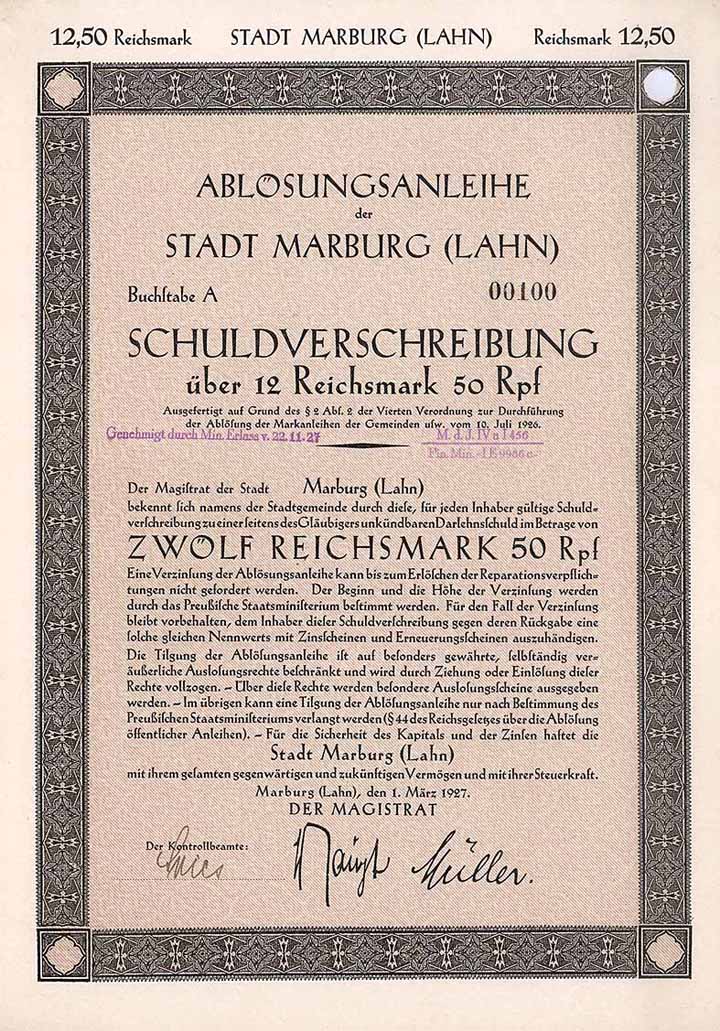 12,50 Reichsmark STADT MARBURG (LAHN) Reichsmark 12,50
ABLÖSUNGSANLEIHE
der
STADT MARBURG (LAHN)
Buchſtabe A 00100
SCHULDVERSCHREIBUNG
über 12 Reichsmark 50 Rpf
Ausgefertigt auf Grund des § 2 Abſ. 2 der Vierten Verordnung zur Durchführung
der Ablöſung der Markanleihen der Gemeinden uſw. vom 10. Juli 1926.
Genehmigt durch Min. Erlass v. 22.11.27 M. d. J. IV a I 456
Fin. Min. - I E 9986 c -
Der Magiſtrat der Stadt Marburg (Lahn)
bekennt ſich namens der Stadtgemeinde durch dieſe, für jeden Inhaber gültige Schuld-
verſchreibung zu einer ſeitens des Gläubigers unkündbaren Darlehnsſchuld im Betrage von
ZWÖLF REICHSMARK 50 Rpf
Eine Verzinſung der Ablöſungsanleihe kann bis zum Erlöſchen der Reparationsverpflich-
tungen nicht gefordert werden. Der Beginn und die Höhe der Verzinſung werden
durch das Preußiſche Staatsminiſterium beſtimmt werden. Für den Fall der Verzinſung
bleibt vorbehalten, dem Inhaber dieſer Schuldverſchreibung gegen deren Rückgabe eine
ſolche gleichen Nennwerts mit Zinsſcheinen und Erneuerungsſcheinen auszuhändigen.
Die Tilgung der Ablöſungsanleihe iſt auf beſonders gewährte, ſelbſtändig ver-
äußerliche Ausloſungsrechte beſchränkt und wird durch Ziehung oder Einlöſung dieſer
Rechte vollzogen. – Über dieſe Rechte werden beſondere Ausloſungsſcheine ausgegeben
werden. – Im übrigen kann eine Tilgung der Ablöſungsanleihe nur nach Beſtimmung des
Preußiſchen Staatsminiſteriums verlangt werden (§ 44 des Reichsgeſetzes über die Ablöſung
öffentlicher Anleihen). – Für die Sicherheit des Kapitals und der Zinſen haftet die
Stadt Marburg (Lahn)
mit ihrem geſamten gegenwärtigen und zukünftigen Vermögen und mit ihrer Steuerkraft.
Marburg (Lahn), den 1. März 1927.
DER MAGISTRAT
Der Kontrollbeamte:
Müller.